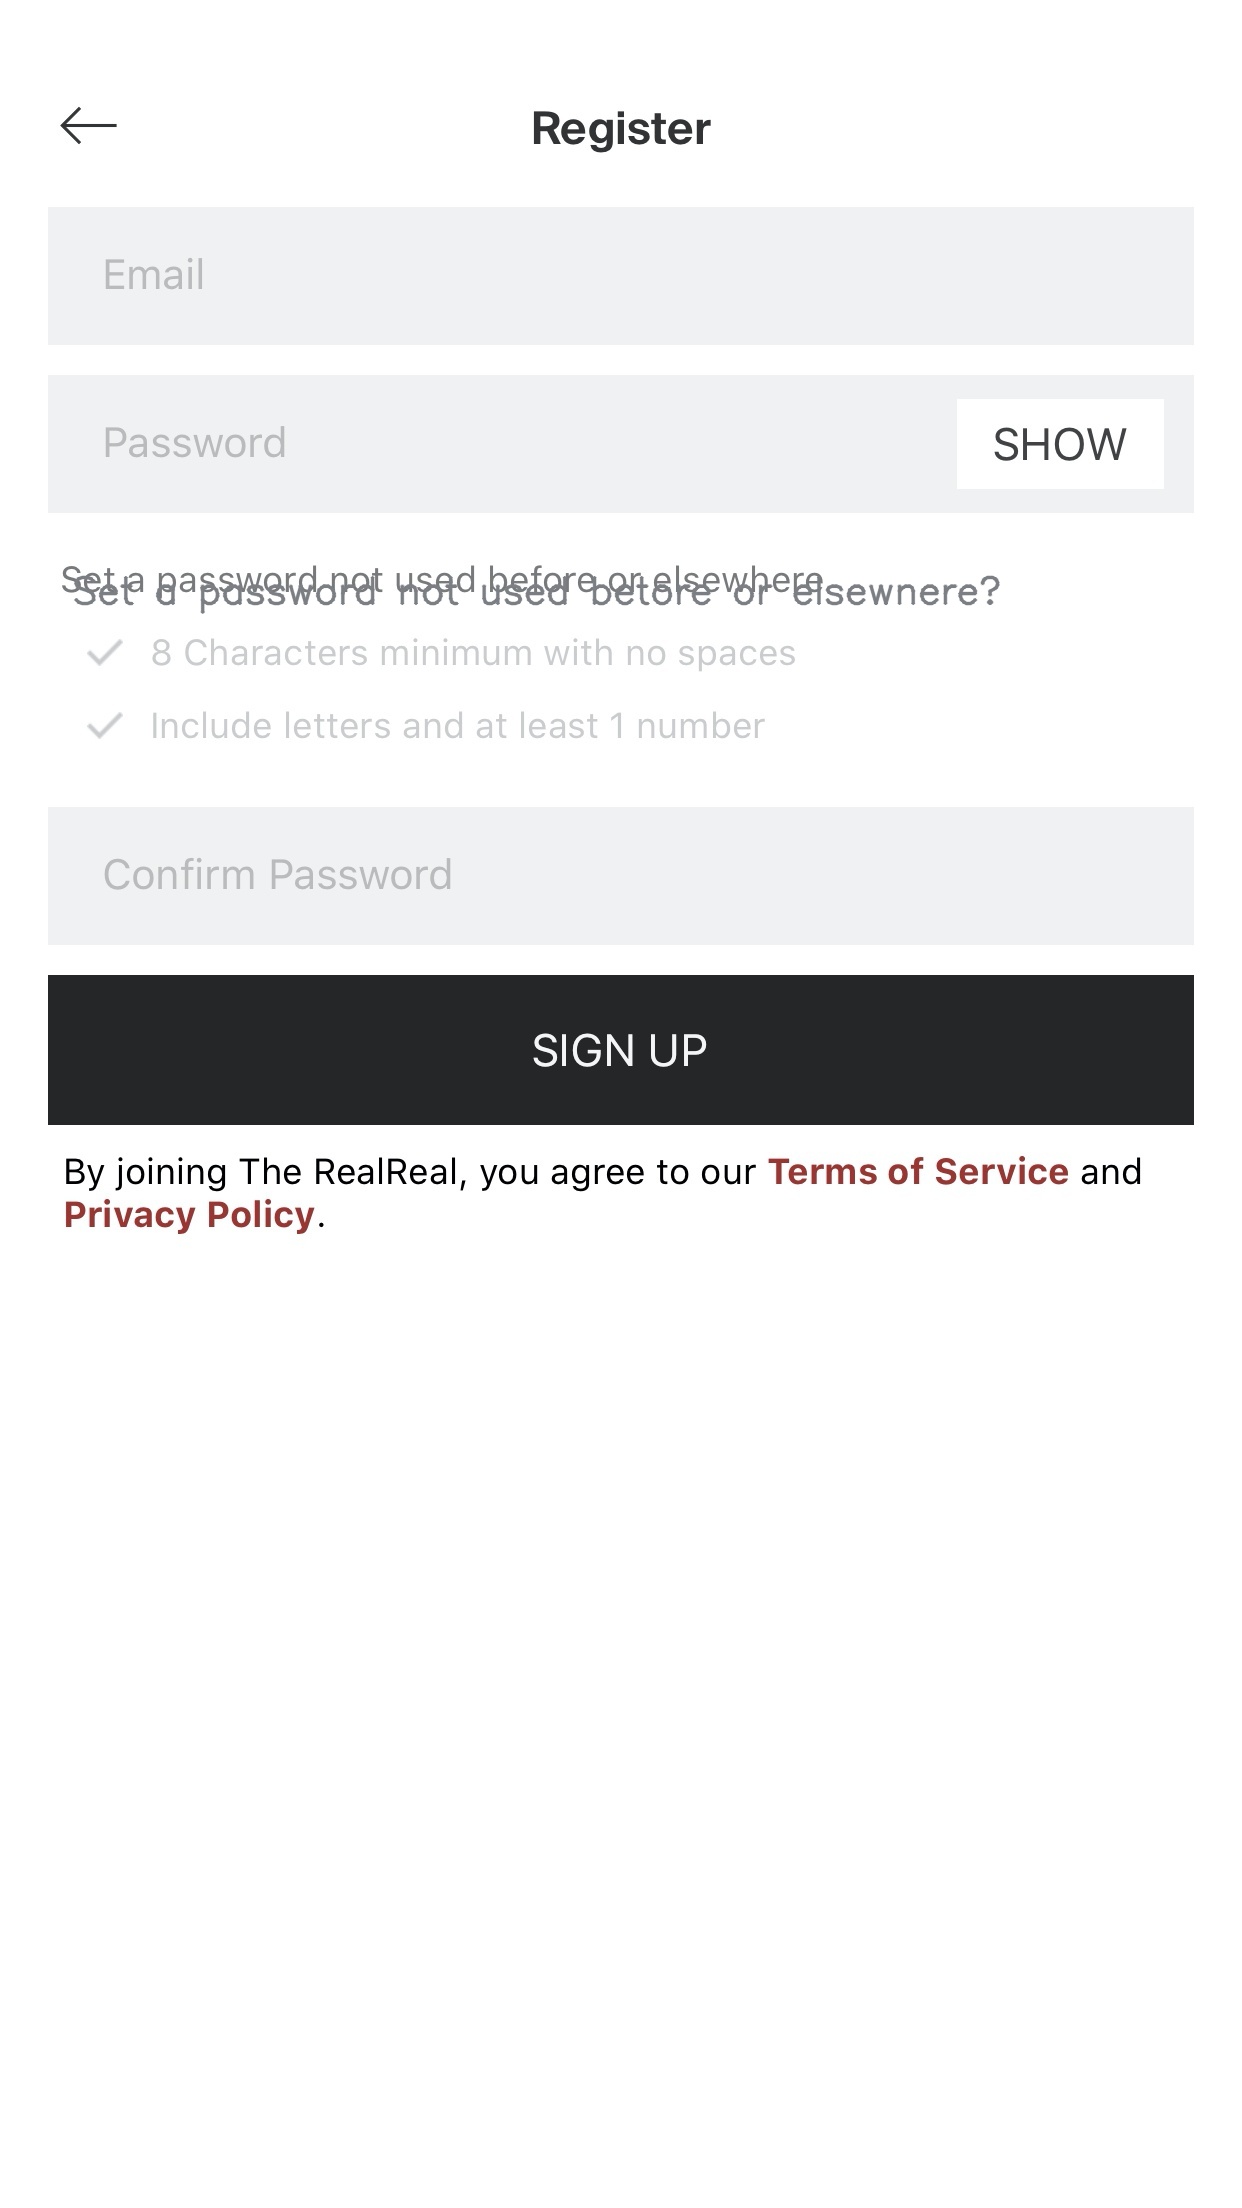 Register
Email
Password
SHOW
Set a password not used before or elsewhere.
Set a password not used betore or elsewnere?
8 Characters minimum with no spaces
Include letters and at least 1 number
Confirm Password
SIGN UP
By joining The RealReal, you agree to our Terms of Service and
Privacy Policy.